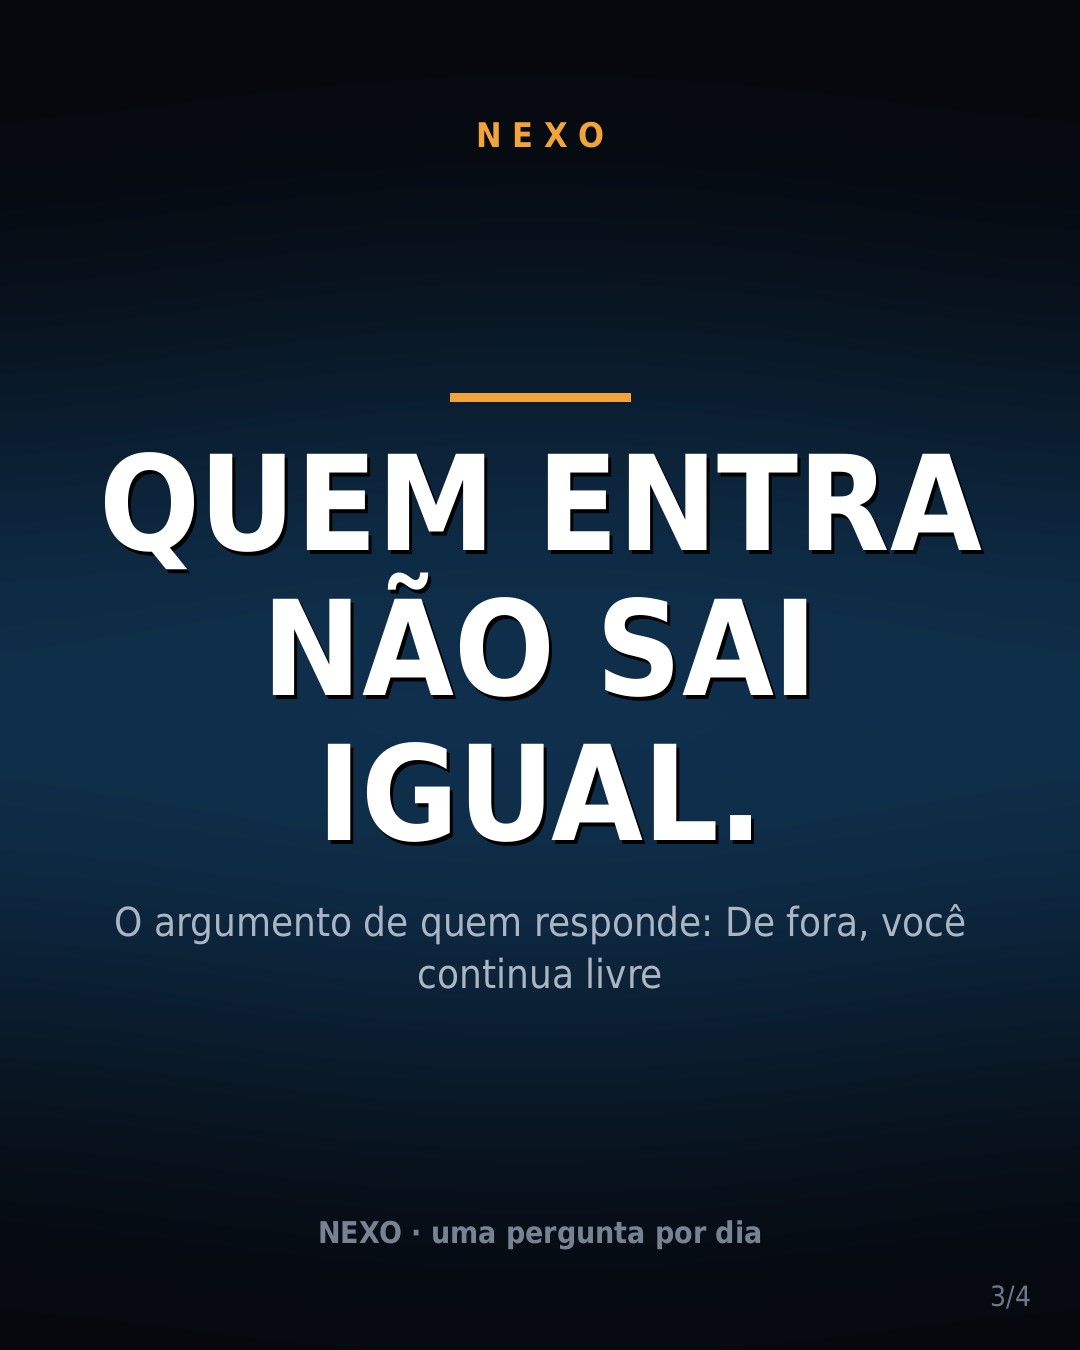 NEXO
QUEM ENTRA
NÃO SAI
IGUAL.
O argumento de quem responde: De fora, você
continua livre
NEXO · uma pergunta por dia
3/4